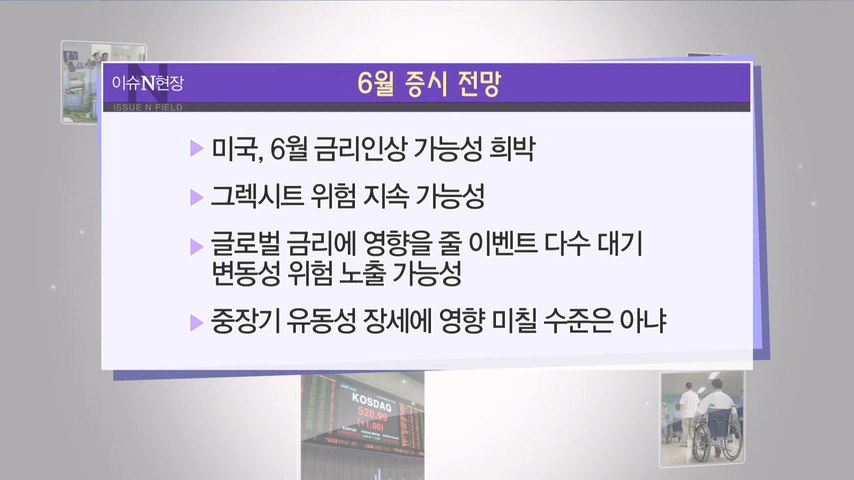 이슈N현장
ISSUE N FIELD
6월 증시 전망
미국, 6월 금리인상 가능성 희박
그렉시트 위험 지속 가능성
글로벌 금리에 영향을 줄 이벤트 다수 대기
변동성 위험 노출 가능성
중장기 유동성 장세에 영향 미칠 수준은 아냐
KOSDAQ
520.99
(+1.00)